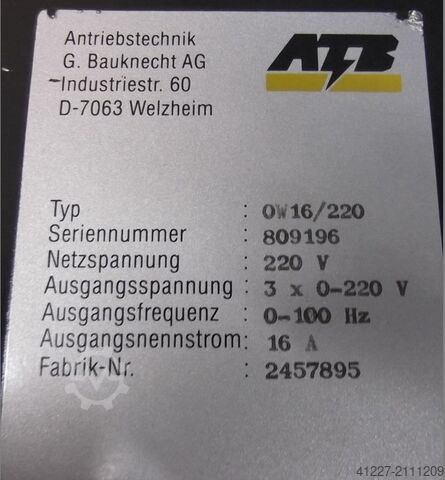 Antriebstechnik
G. Bauknecht AG
Industriestr. 60
D-7063 Welzheim
ATB
Typ : OW16/220
Seriennummer : 809196
Netzspannung : 220 V
Ausgangsspannung : 3 x 0-220 V
Ausgangsfrequenz : 0-100 Hz
Ausgangsnennstrom: 16 A
Fabrik-Nr. : 2457895
41227-2111209